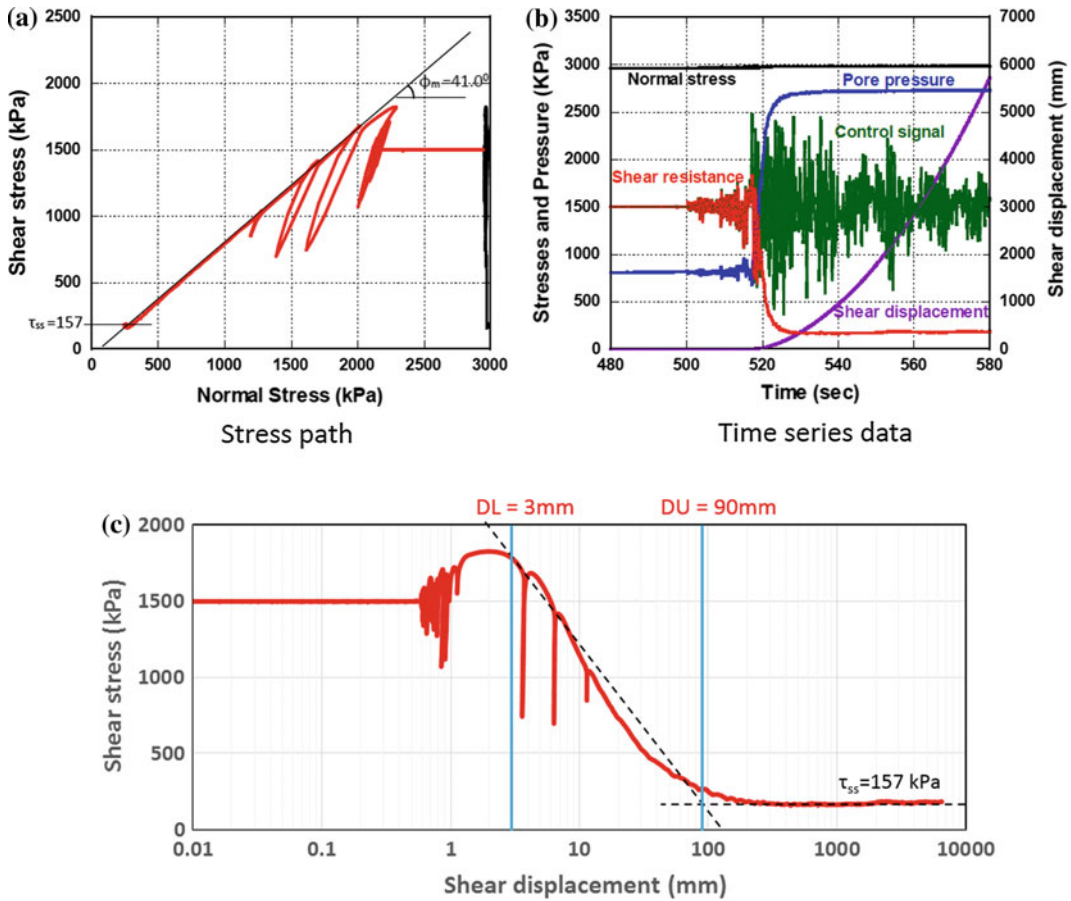 (a)
2500
2000
1500
1000
500
0
Shear stress (kPa)
ϕm=41.0⁰
τss=157
0 500 1000 1500 2000 2500 3000
Normal Stress (kPa)
Stress path
(b)
3500
3000
2500
2000
1500
1000
500
0
Stresses and Pressure (KPa)
7000
6000
5000
4000
3000
2000
1000
0
Shear displacement (mm)
Normal stress
Pore pressure
Control signal
Shear resistance
Shear displacement
480 500 520 540 560 580
Time (sec)
Time series data
(c)
DL = 3mm
DU = 90mm
2000
1500
1000
500
0
Shear stress (kPa)
τss=157 kPa
0.01 0.1 1 10 100 1000 10000
Shear displacement (mm)